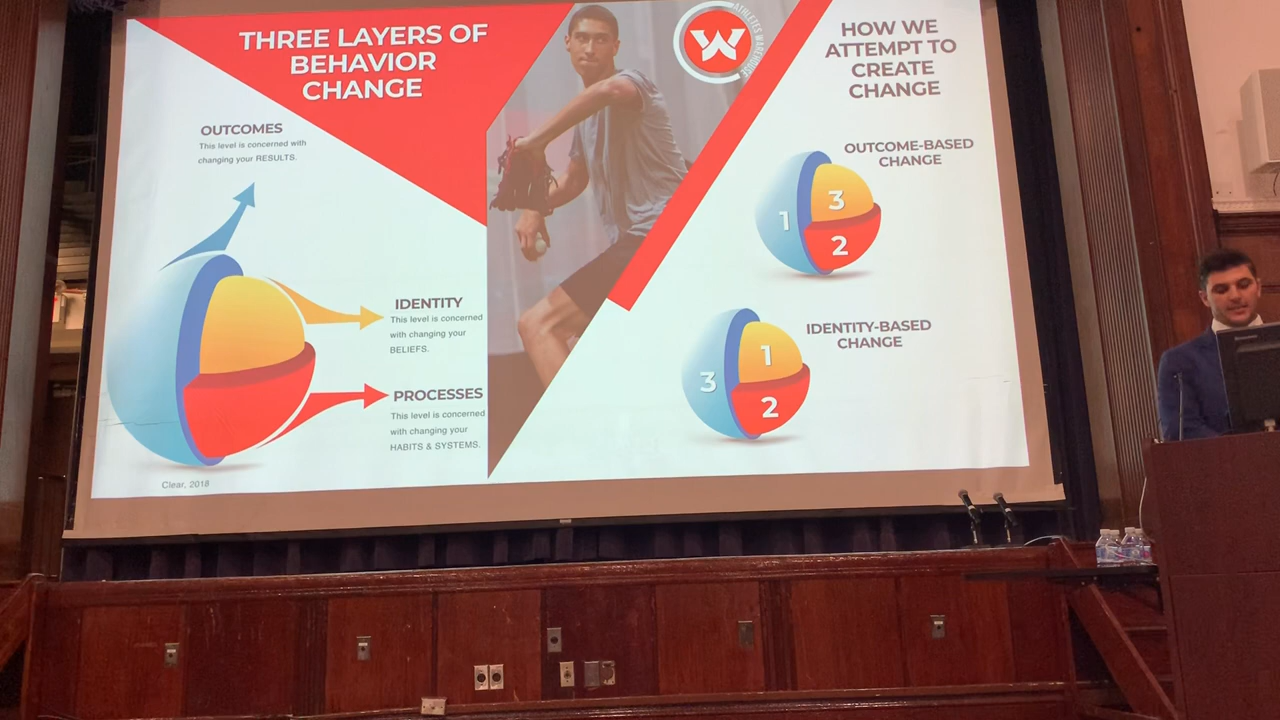 THREE LAYERS OF
BEHAVIOR
CHANGE
OUTCOMES
This level is concerned with
changing your RESULTS.
IDENTITY
This level is concerned
with changing your
BELIEFS.
PROCESSES
This level is concerned
with changing your
HABITS & SYSTEMS.
Clear, 2018
W
ATHLETES WAREHOUSE
HOW WE
ATTEMPT TO
CREATE
CHANGE
OUTCOME-BASED
CHANGE
1
3
2
IDENTITY-BASED
CHANGE
3
1
2